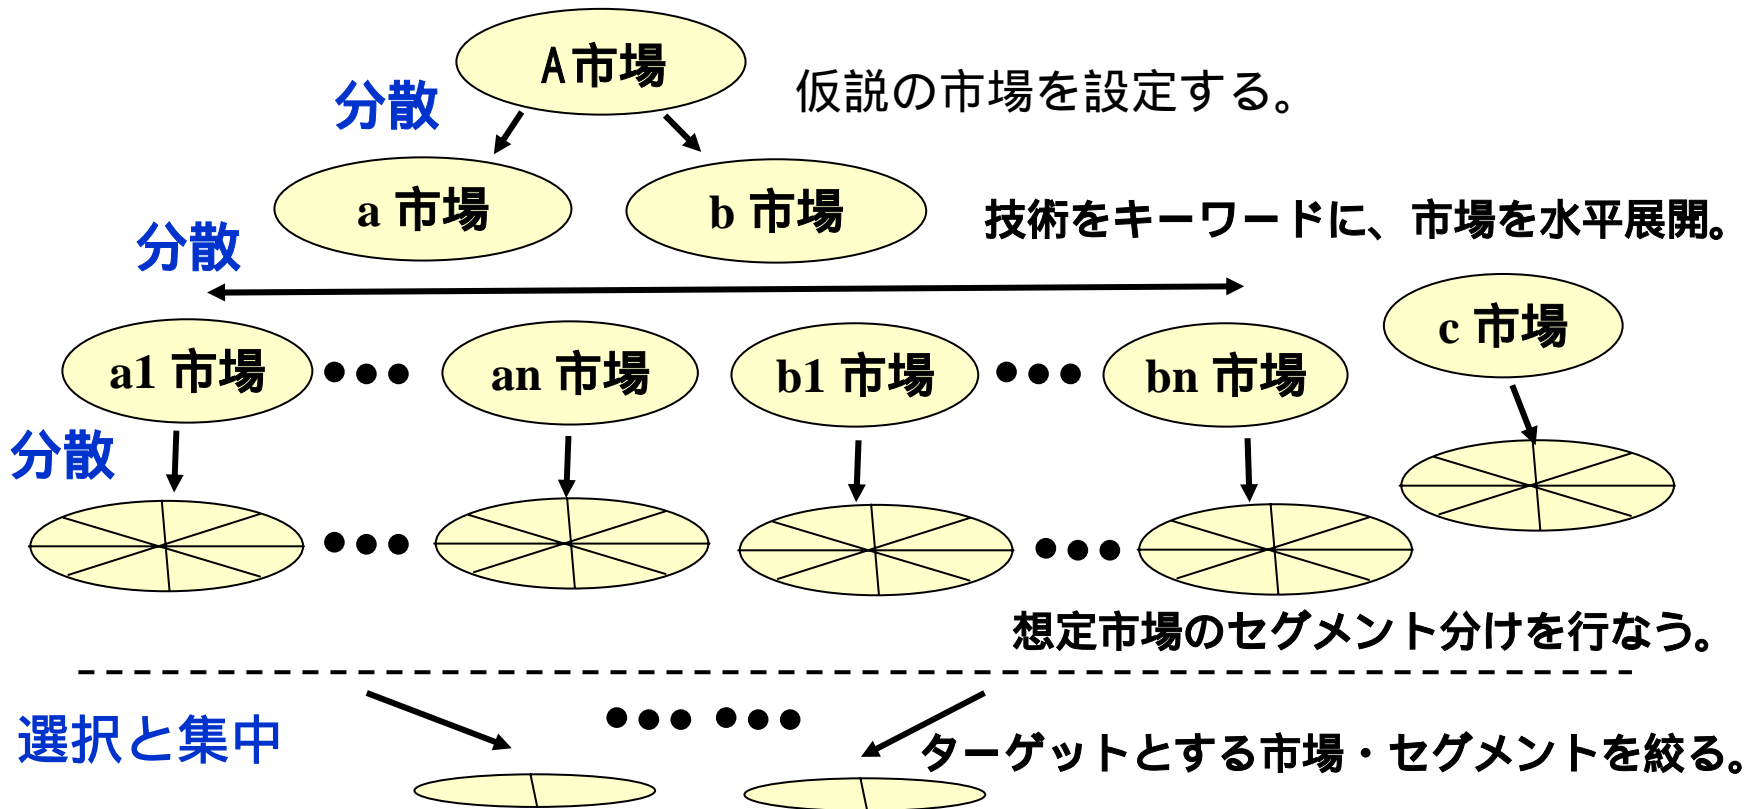 A市場
分散
仮説の市場を設定する。
a 市場
b 市場
技術をキーワードに、市場を水平展開。
分散
c 市場
a1 市場
an 市場
b1 市場
bn 市場
分散
想定市場のセグメント分けを行なう。
選択と集中
ターゲットとする市場・セグメントを絞る。